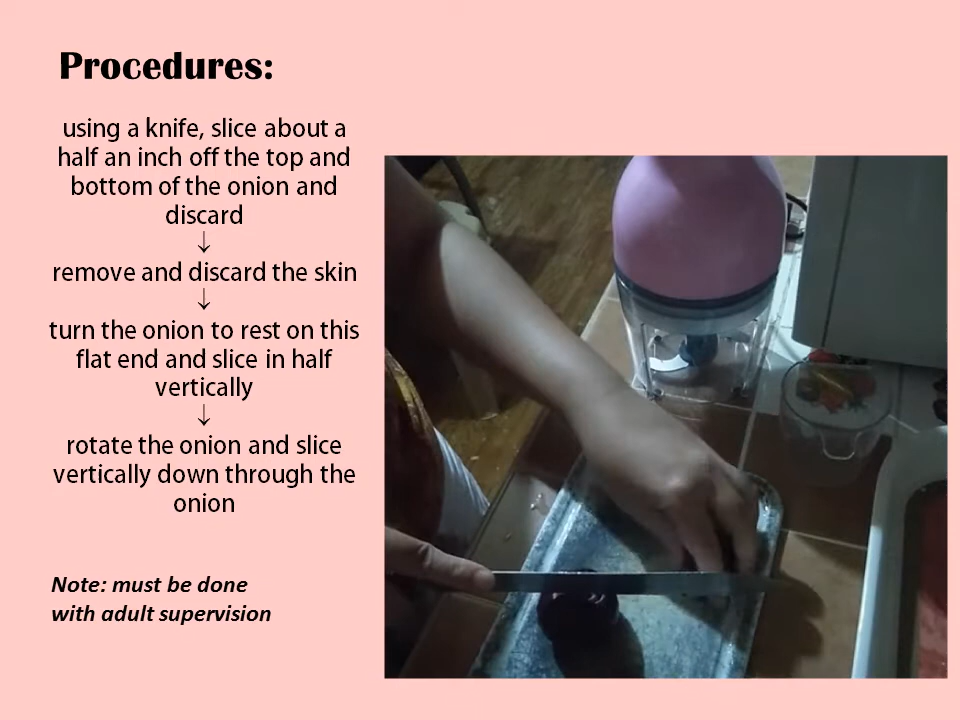 Procedures:
using a knife, slice about a
half an inch off the top and
bottom of the onion and
discard
↓
remove and discard the skin
↓
turn the onion to rest on this
flat end and slice in half
vertically
↓
rotate the onion and slice
vertically down through the
onion
Note: must be done
with adult supervision